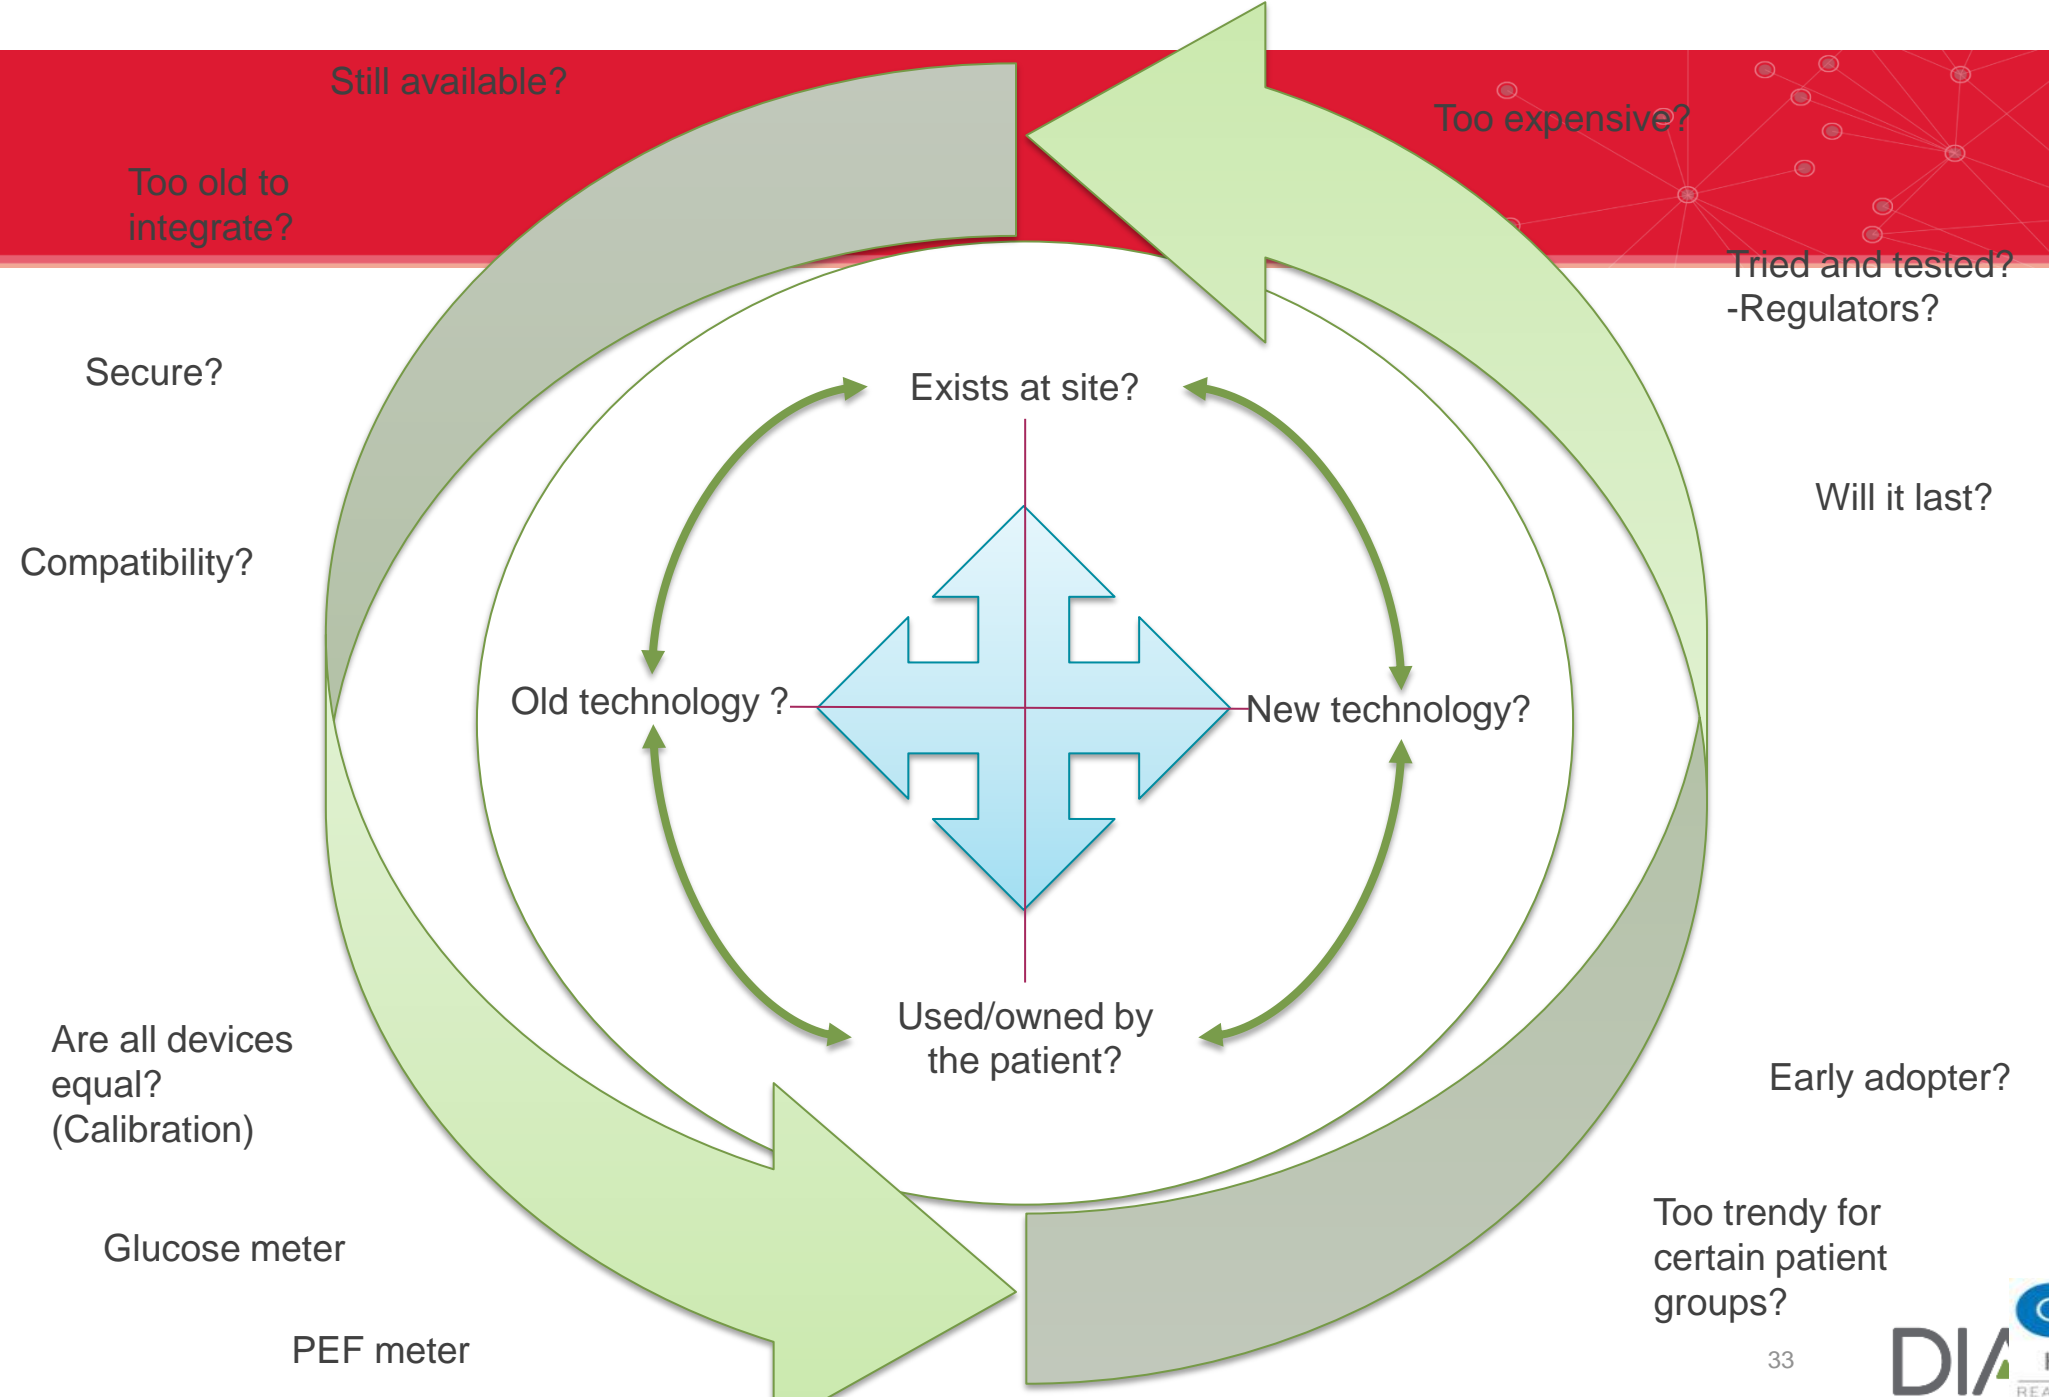 Still available?
Too expensive?
Too old to
integrate?
Tried and tested?
-Regulators?
Secure?
Exists at site?
Will it last?
Compatibility?
Old technology ?
New technology?
Used/owned by
the patient?
Are all devices
equal?
(Calibration)
Early adopter?
Glucose meter
Too trendy for
certain patient
groups?
PEF meter
33
DIA